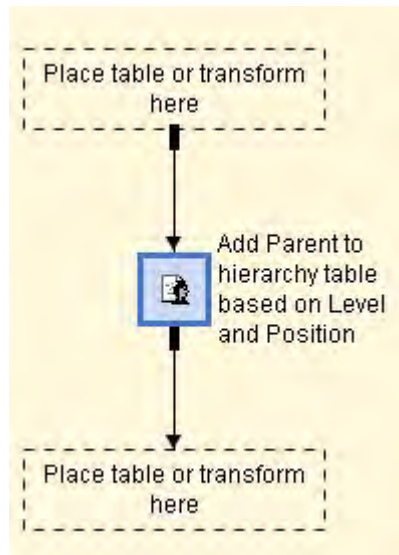 Place table or transform
here
Add Parent to
hierarchy table
based on Level
and Position
Place table or transform
here